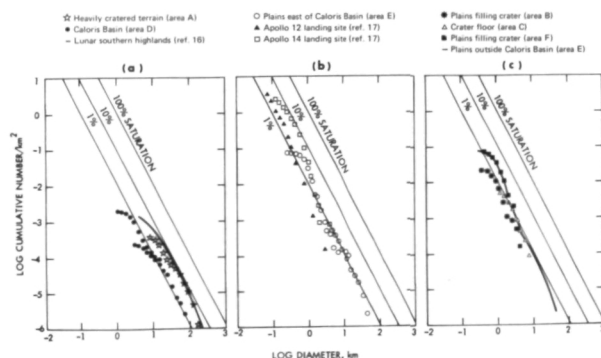 Heavily cratered terrain (area A)
Caloris Basin (area D)
Lunar southern highlands (ref. 16)
Plains east of Caloris Basin (area E)
Apollo 12 landing site (ref. 17)
Apollo 14 landing site (ref. 17)
Plains filling crater (area B)
Crater floor (area C)
Plains filling crater (area F)
Plains outside Caloris Basin (area E)
(a)
(b)
(c)
LOG CUMULATIVE NUMBER/km2
1
0
-1
-2
-3
-4
-5
-6
1%
10%
100% SATURATION
1%
10%
100% SATURATION
1%
10%
100% SATURATION
-2 -1 0 1 2 3
-2 -1 0 1 2 3
-2 -1 0 1 2
LOG DIAMETER, km